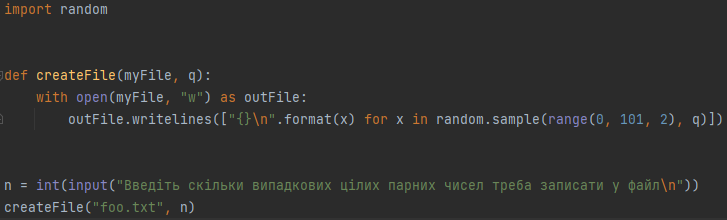 import random
def createFile(myFile, q):
    with open(myFile, "w") as outFile:
        outFile.writelines(["{}\n".format(x) for x in random.sample(range(0, 101, 2), q)])
n = int(input("Введіть скільки випадкових цілих парних чисел треба записати у файл\n"))
createFile("foo.txt", n)